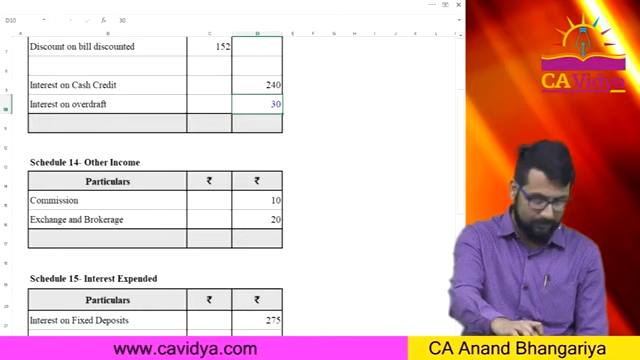 D10 30
Discount on bill discounted 152
Interest on Cash Credit 240
Interest on overdraft 30
Schedule 14- Other Income
Particulars ₹ ₹
Commission 10
Exchange and Brokerage 20
Schedule 15- Interest Expended
Particulars ₹ ₹
Interest on Fixed Deposits 275
CA Vidya
www.cavidya.com
CA Anand Bhangariya